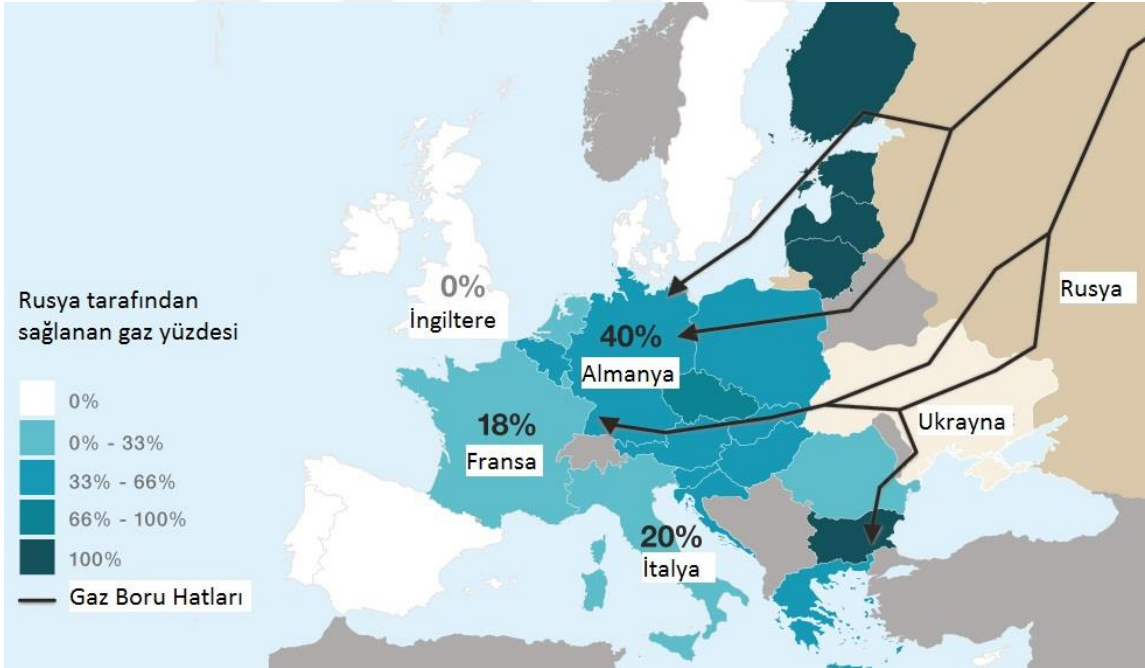 0%
İngiltere
Rusya
Rusya tarafından
sağlanan gaz yüzdesi
40%
Almanya
0%
0% - 33%
33% - 66%
66% - 100%
100%
Gaz Boru Hatları
18%
Fransa
Ukrayna
20%
İtalya